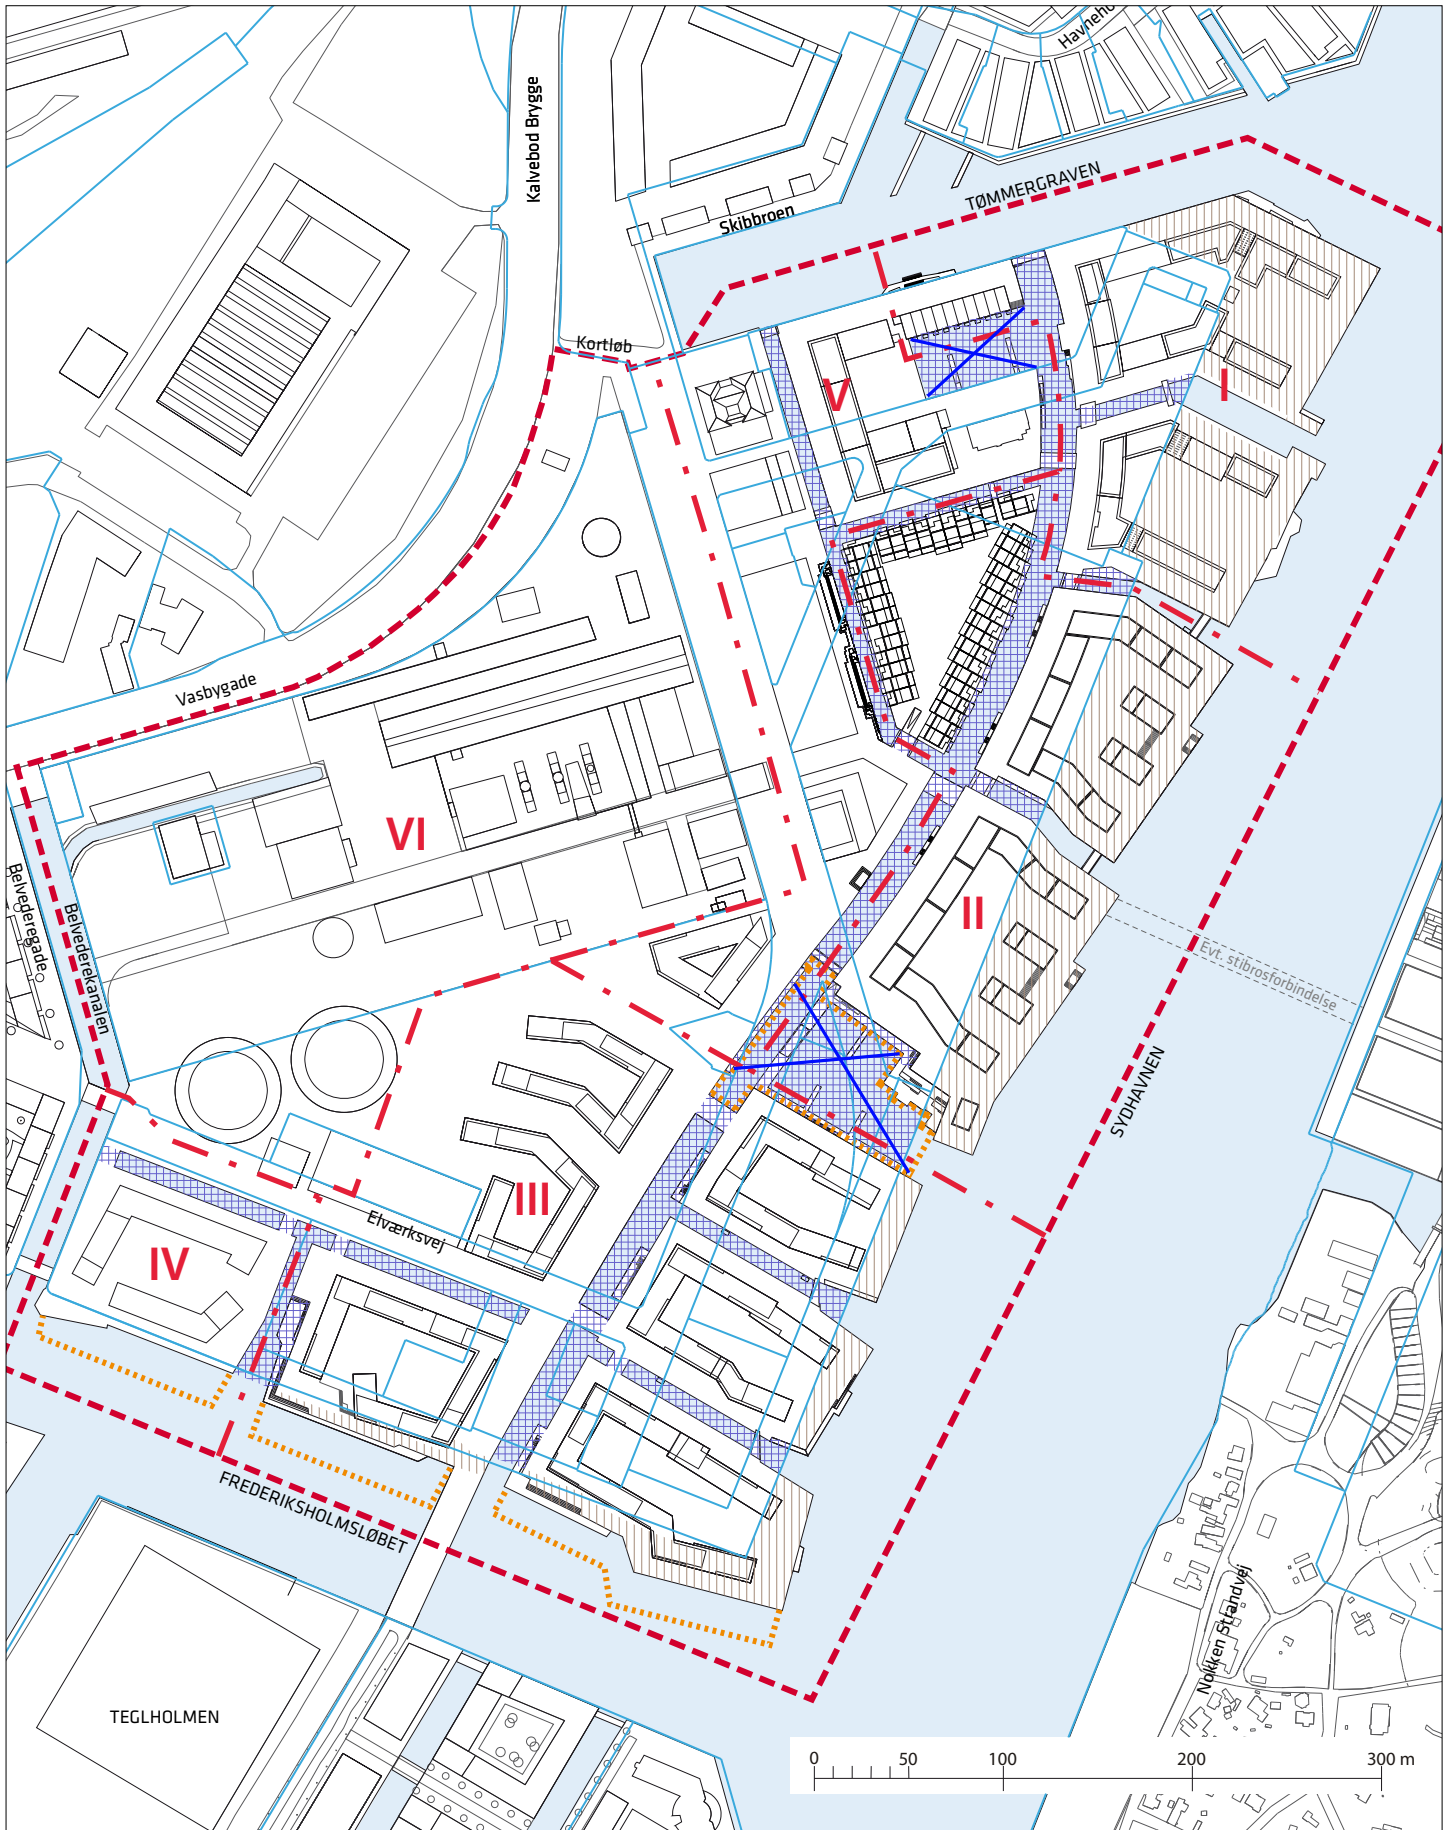 Havneho
Kalvebod Brygge
TØMMERGRAVEN
Skibbroen
Kortløb
V
I
Vasbygade
VI
Belvederegade
Belvederekanalen
II
Evt. stibrosforbindelse
SYDHAVNEN
III
Elværksvej
IV
FREDERIKSHOLMSLØBET
Nokken Strandvej
TEGLHOLMEN
0 50 100 200 300 m